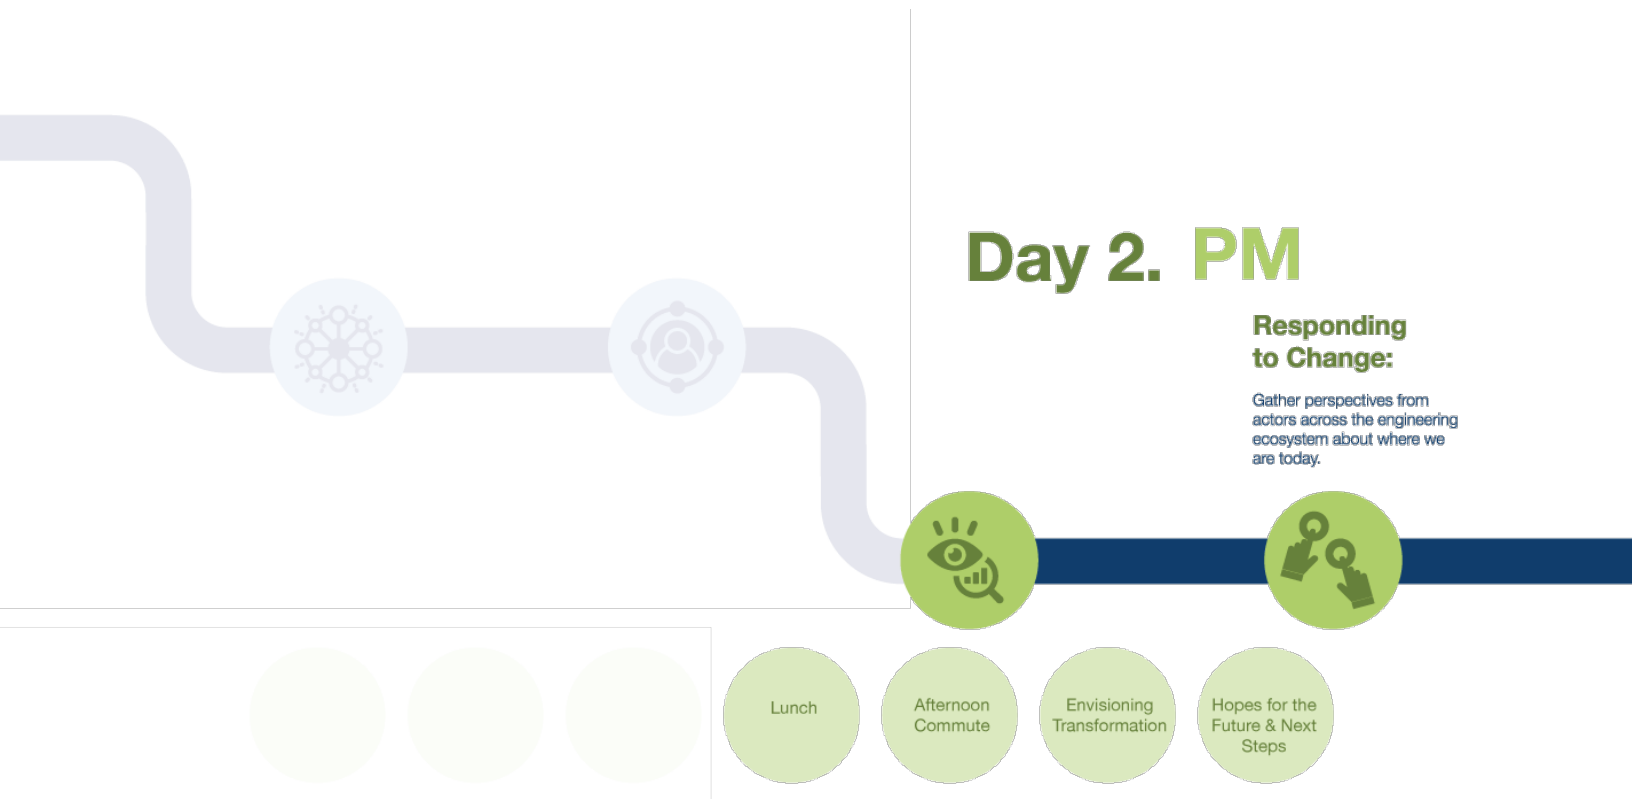 Day 2. PM
Responding
to Change:
Gather perspectives from
actors across the engineering
ecosystem about where we
are today.
Lunch
Afternoon
Commute
Envisioning
Transformation
Hopes for the
Future & Next
Steps